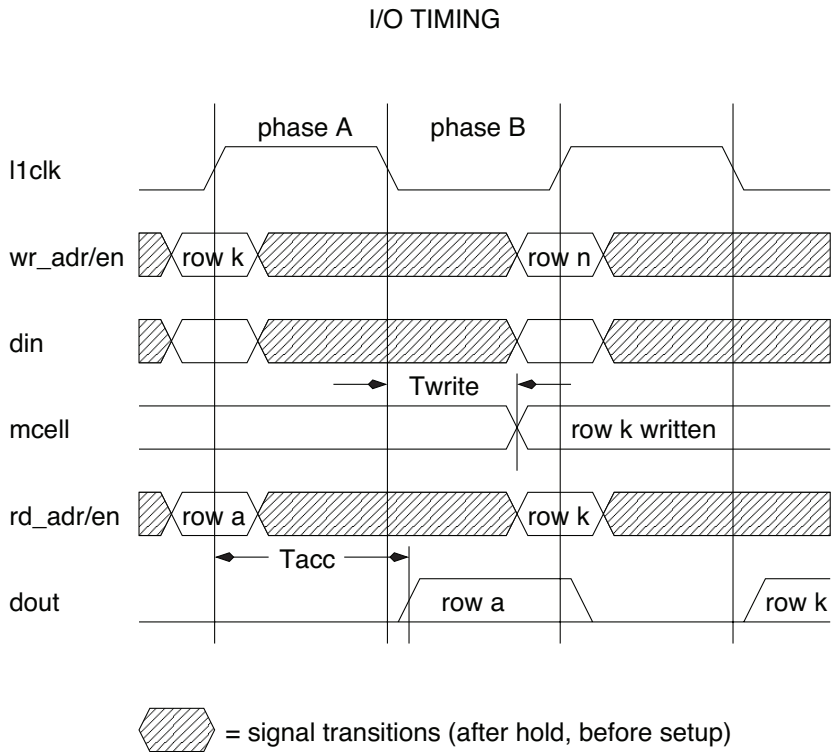 I/O TIMING
phase A phase B
l1clk
wr_adr/en row k row n
din
Twrite
mcell row k written
rd_adr/en row a row k
Tacc
dout row a row k
= signal transitions (after hold, before setup)